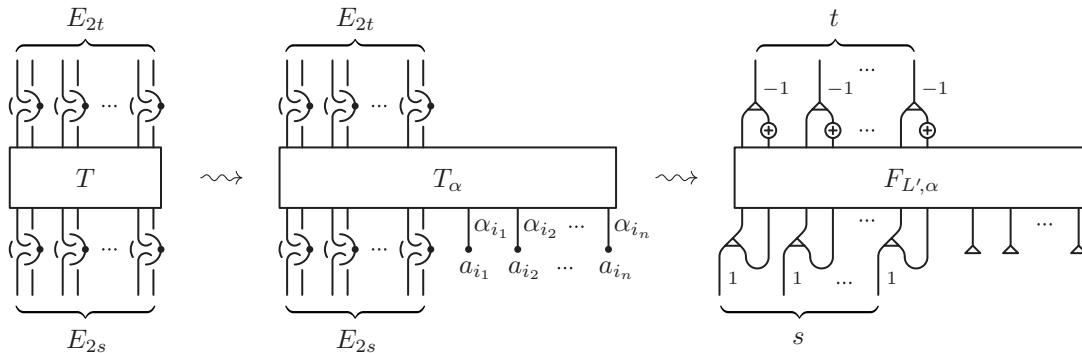 E_{2t} E_{2t} t
... ... ...
−1 −1 −1
... ... ...
T T_α F_{L′,α}
α_{i_1} α_{i_2} ... α_{i_n} ... ...
... ... a_{i_1} a_{i_2} ... a_{i_n}
1 1 ... 1
E_{2s} E_{2s} s